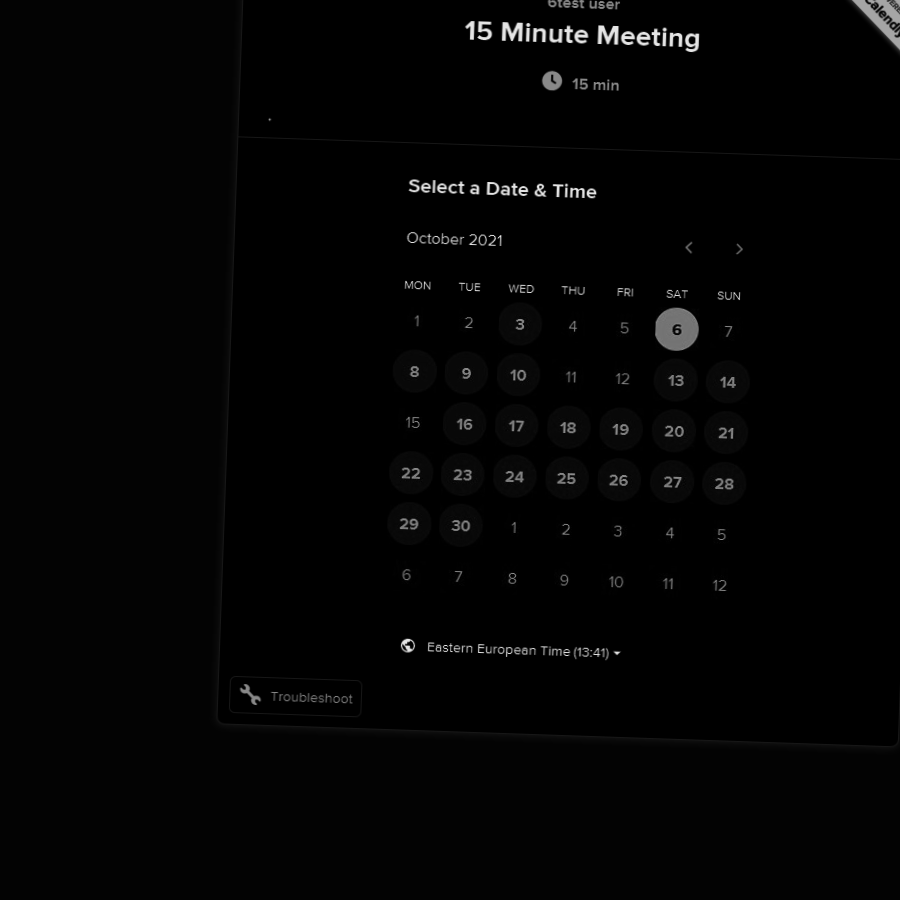 6test user
15 Minute Meeting
15 min
Calendly
Select a Date & Time
October 2021
MON TUE WED THU FRI SAT SUN
1 2 3 4 5 6 7
8 9 10 11 12 13 14
15 16 17 18 19 20 21
22 23 24 25 26 27 28
29 30 1 2 3 4 5
6 7 8 9 10 11 12
Eastern European Time (13:41)
Troubleshoot